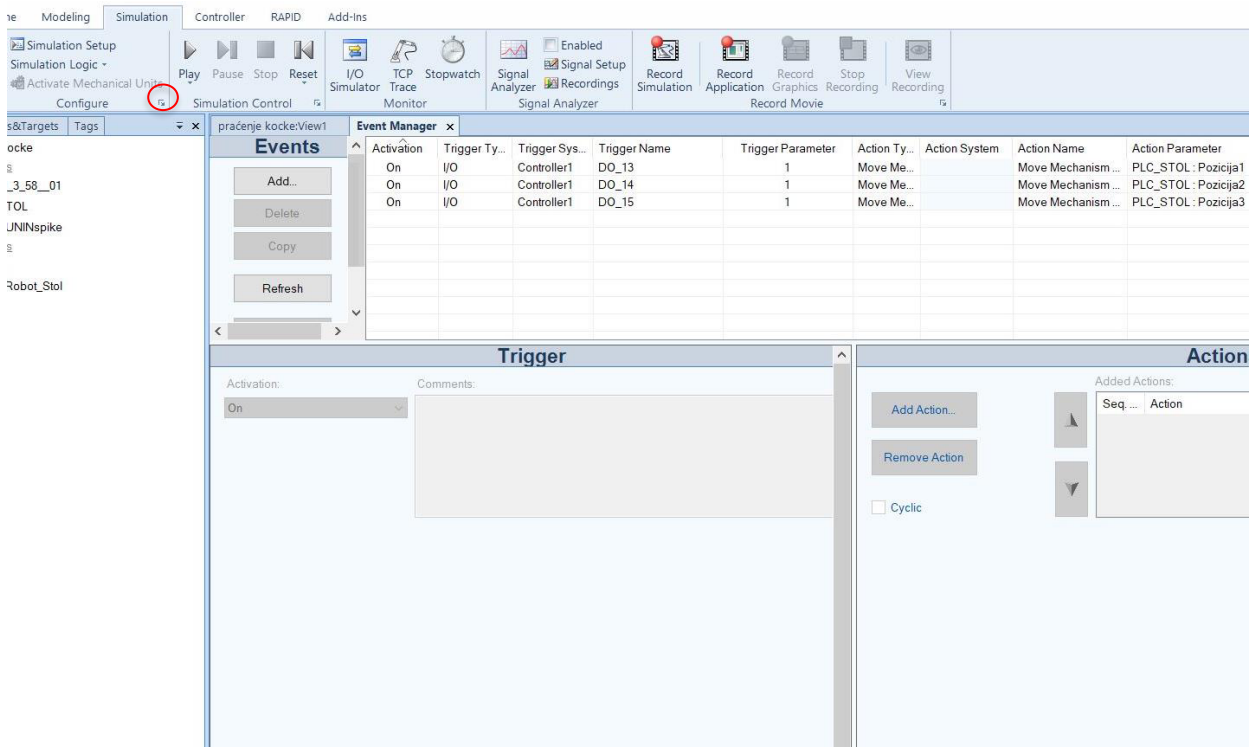 ne Modeling Simulation Controller RAPID Add-Ins
Simulation Setup
Simulation Logic
Activate Mechanical Units
Configure
Play Pause Stop Reset
Simulation Control
I/O Simulator
TCP Trace
Stopwatch
Monitor
Signal Analyzer
Enabled
Signal Setup
Recordings
Signal Analyzer
Record Simulation
Record Application
Record Graphics
Stop Recording
View Recording
Record Movie
s&Targets Tags
ocke
s
_3_58__01
TOL
UNINspike
s
Robot_Stol
praćenje kocke:View1 Event Manager x
Events
Add...
Delete
Copy
Refresh
Activation Trigger Ty... Trigger Sys... Trigger Name Trigger Parameter Action Ty... Action System Action Name Action Parameter
On I/O Controller1 DO_13 1 Move Me... Move Mechanism ... PLC_STOL : Pozicija1
On I/O Controller1 DO_14 1 Move Me... Move Mechanism ... PLC_STOL : Pozicija2
On I/O Controller1 DO_15 1 Move Me... Move Mechanism ... PLC_STOL : Pozicija3
Trigger
Activation:
On
Comments:
Action
Add Action...
Remove Action
Cyclic
Added Actions:
Seq. ... Action